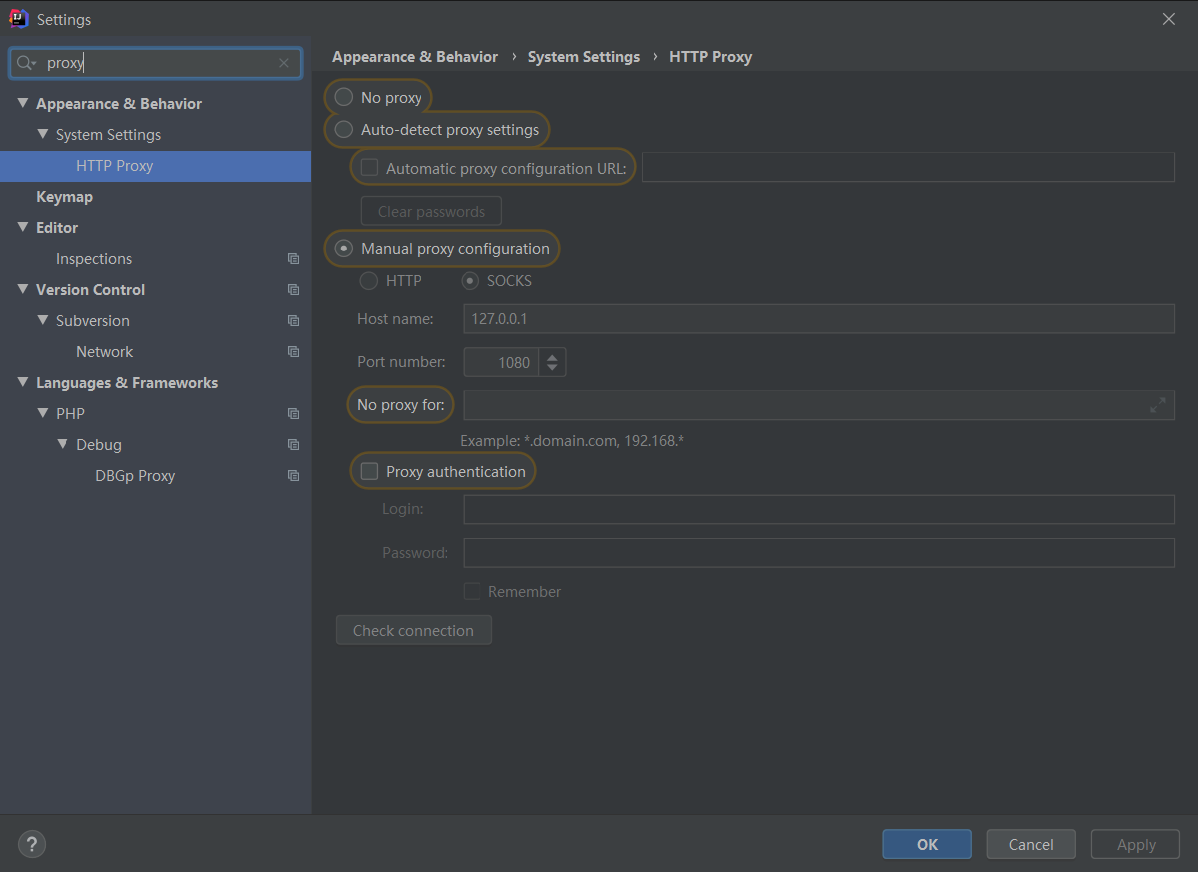 Settings
proxy
Appearance & Behavior
System Settings
HTTP Proxy
Keymap
Editor
Inspections
Version Control
Subversion
Network
Languages & Frameworks
PHP
Debug
DBGp Proxy
Appearance & Behavior › System Settings › HTTP Proxy
No proxy
Auto-detect proxy settings
Automatic proxy configuration URL:
Clear passwords
Manual proxy configuration
HTTP SOCKS
Host name: 127.0.0.1
Port number: 1080
No proxy for:
Example: *.domain.com, 192.168.*
Proxy authentication
Login:
Password:
Remember
Check connection
? OK Cancel Apply